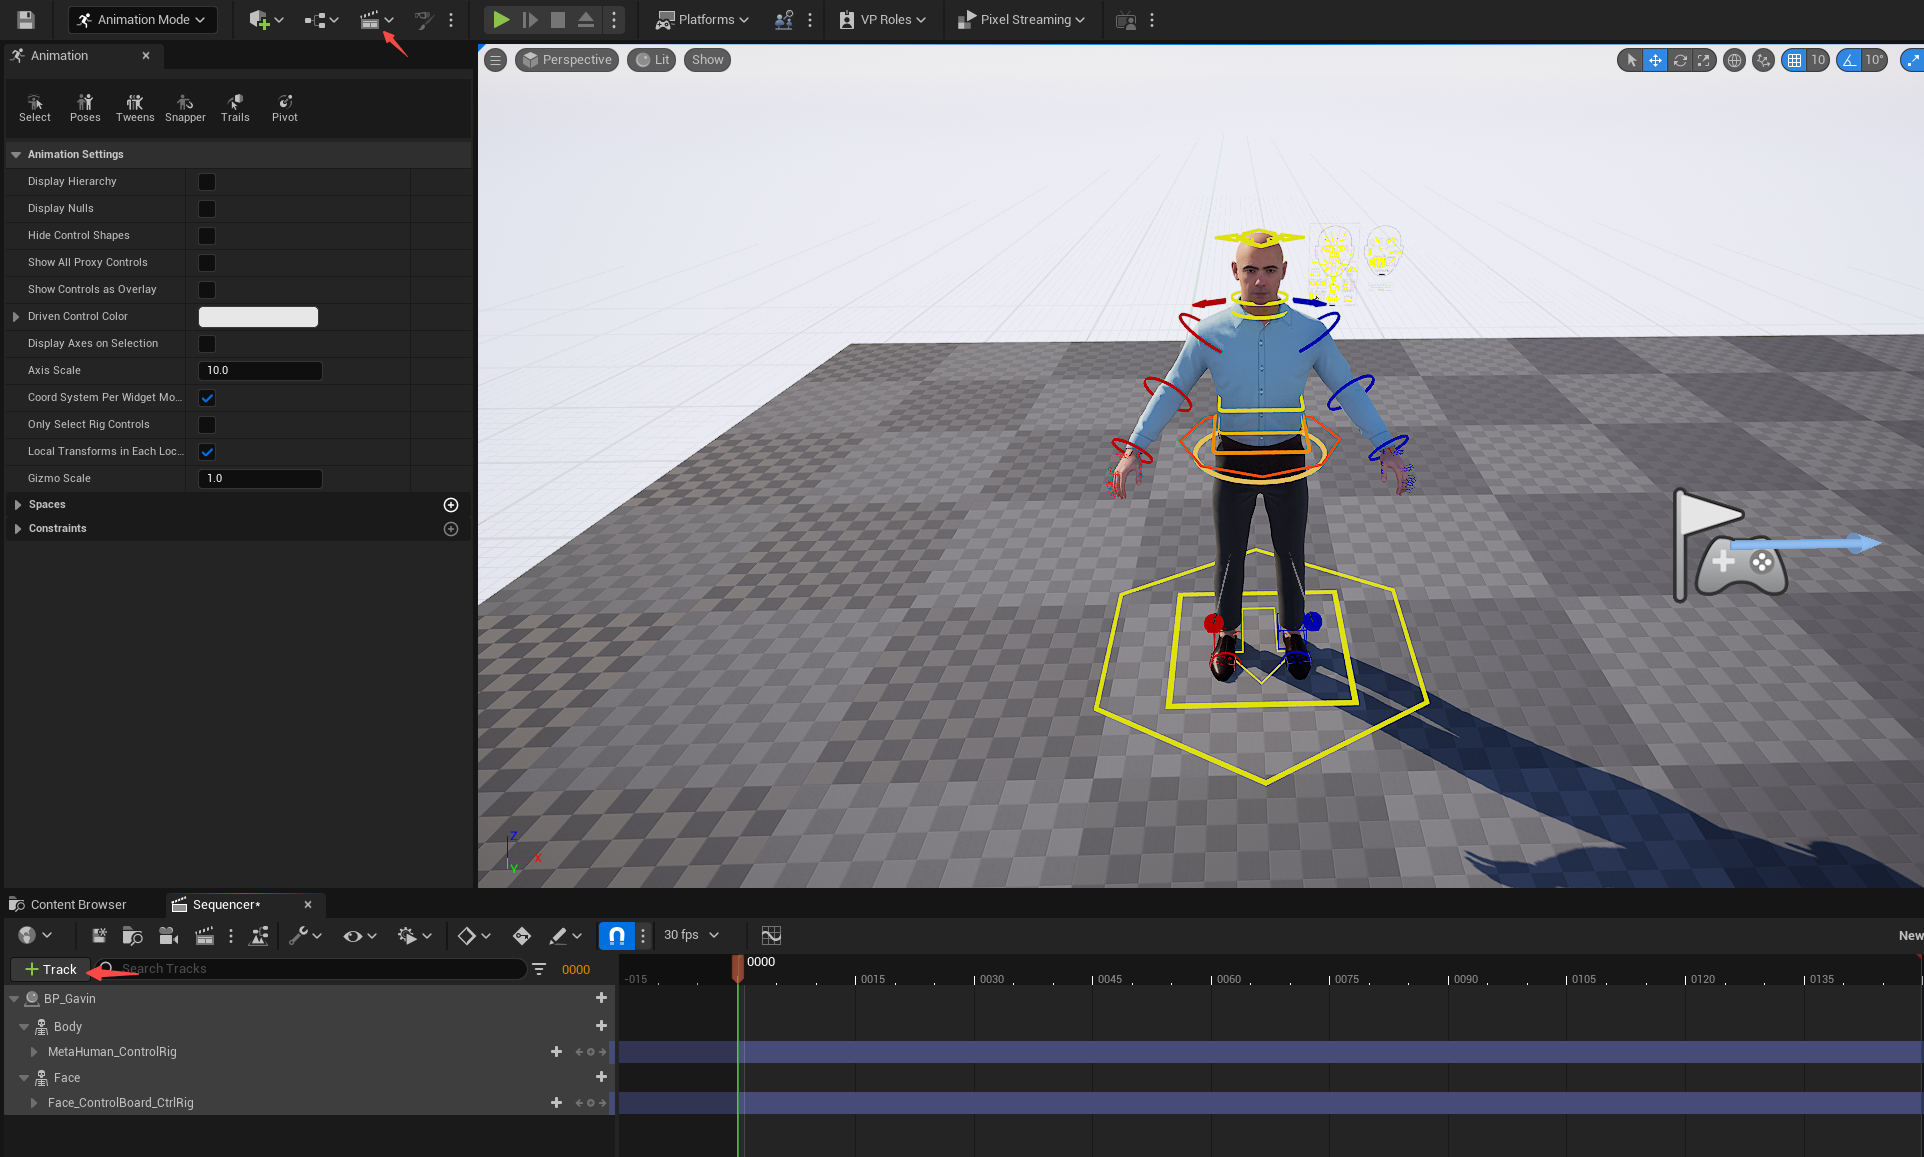 Animation Mode
Platforms
VP Roles
Pixel Streaming
Animation
Perspective
Lit
Show
10
10°
Select
Poses
Tweens
Snapper
Trails
Pivot
Animation Settings
Display Hierarchy
Display Nulls
Hide Control Shapes
Show All Proxy Controls
Show Controls as Overlay
Driven Control Color
Display Axes on Selection
Axis Scale
10.0
Coord System Per Widget Mo...
Only Select Rig Controls
Local Transforms in Each Loc...
Gizmo Scale
1.0
Spaces
Constraints
Z
X
Y
Content Browser
Sequencer*
30 fps
New
Track
Search Tracks
0000
0000
-015
0015
0030
0045
0060
0075
0090
0105
0120
0135
BP_Gavin
Body
MetaHuman_ControlRig
Face
Face_ControlBoard_CtrlRig